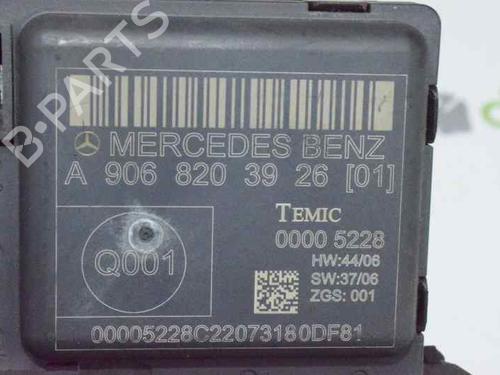 B-PARTS
MERCEDES BENZ
A 906 820 39 26 [01]
TEMIC
0000 5228
Q001
HW:44/06
SW:37/06
ZGS: 001
00005228C22073180DF81